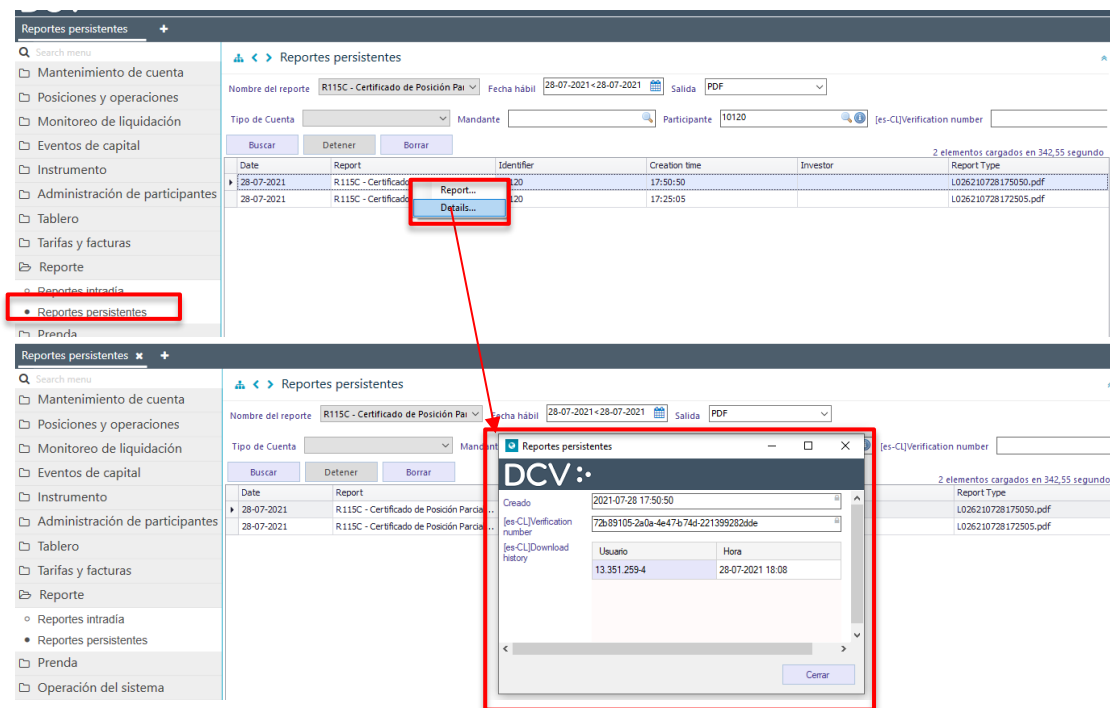 DCV
Reportes persistentes +
Search menu
Mantenimiento de cuenta
Posiciones y operaciones
Monitoreo de liquidación
Eventos de capital
Instrumento
Administración de participantes
Tablero
Tarifas y facturas
Reporte
Reportes intradía
Reportes persistentes
Prenda
Reportes persistentes
Nombre del reporte R115C - Certificado de Posición Par Fecha hábil 28-07-2021<28-07-2021 Salida PDF
Tipo de Cuenta Mandante Participante 10120 [es-CL]Verification number
Buscar Detener Borrar
2 elementos cargados en 342,55 segundo
Date Report Identifier Creation time Investor Report Type
28-07-2021 R115C - Certificado 120 17:50:50 L026210728175050.pdf
28-07-2021 R115C - Certificado 120 17:25:05 L026210728172505.pdf
Report...
Details...
Reportes persistentes × +
Search menu
Mantenimiento de cuenta
Posiciones y operaciones
Monitoreo de liquidación
Eventos de capital
Instrumento
Administración de participantes
Tablero
Tarifas y facturas
Reporte
Reportes intradía
Reportes persistentes
Prenda
Operación del sistema
Reportes persistentes
Nombre del reporte R115C - Certificado de Posición Par Fecha hábil 28-07-2021<28-07-2021 Salida PDF
Tipo de Cuenta Mandant [es-CL]Verification number
Buscar Detener Borrar
2 elementos cargados en 342,55 segundo
Date Report Report Type
28-07-2021 R115C - Certificado de Posición Parcia... L026210728175050.pdf
28-07-2021 R115C - Certificado de Posición Parcia... L026210728172505.pdf
Reportes persistentes
DCV
Creado 2021-07-28 17:50:50
[es-CL]Verification number 72b89105-2a0a-4e47-b74d-221399282dde
[es-CL]Download history
Usuario Hora
13.351.259-4 28-07-2021 18:08
Cerrar